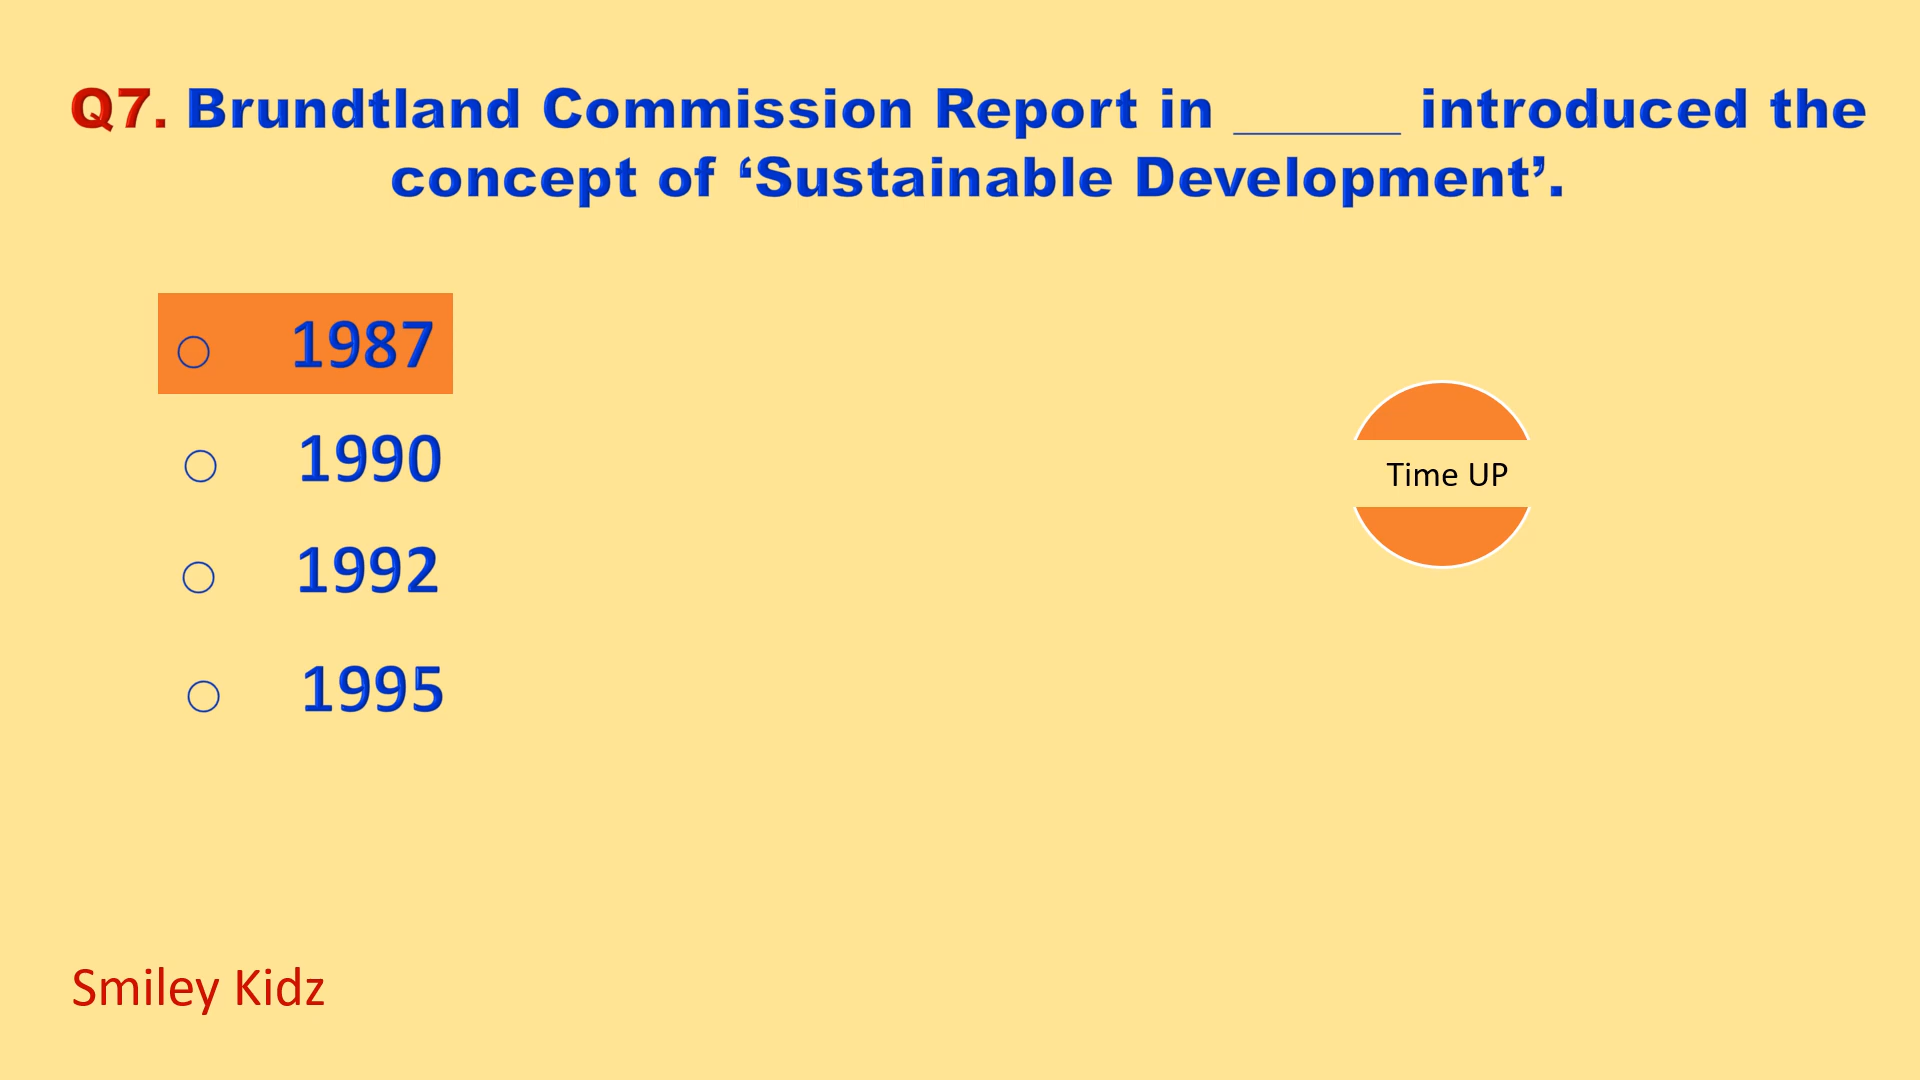 Q7. Brundtland Commission Report in ______ introduced the
concept of ‘Sustainable Development’.
1987
1990
1992
1995
Time UP
Smiley Kidz